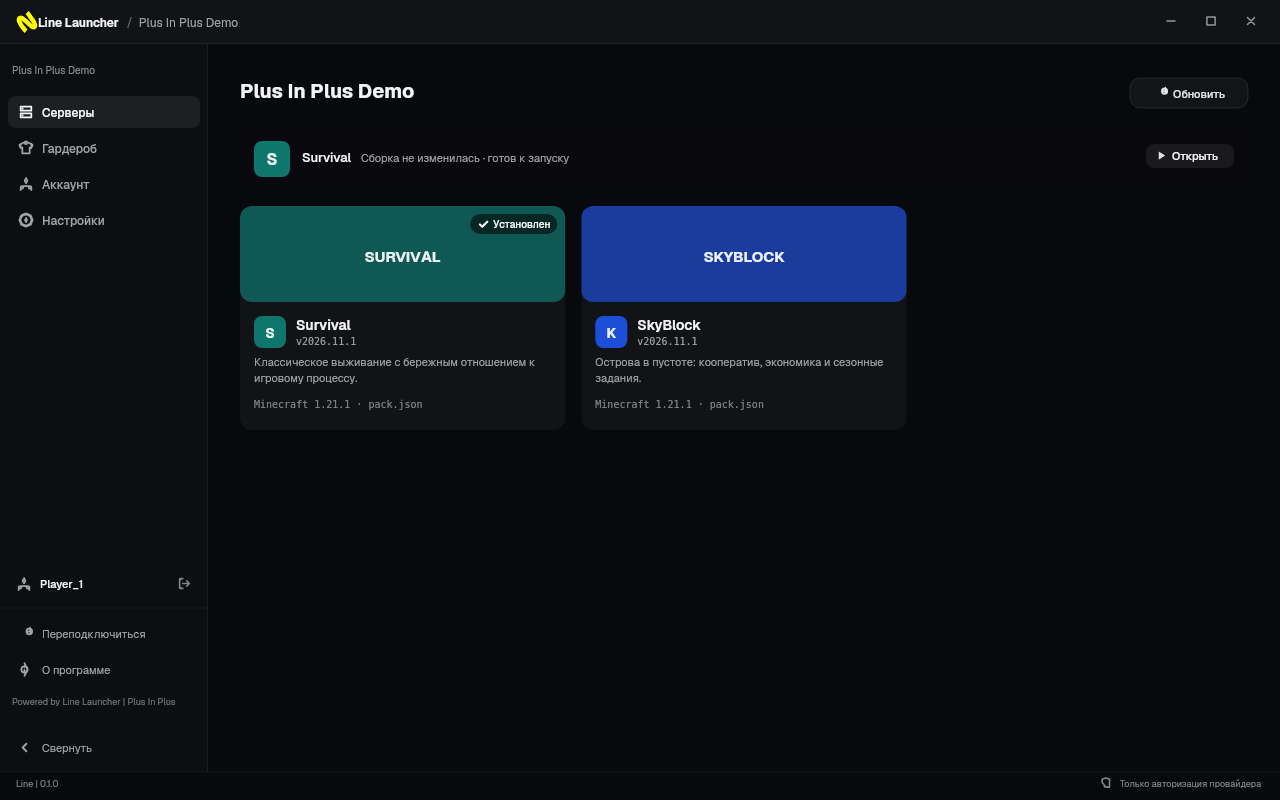 Line Launcher / Plus In Plus Demo
Plus In Plus Demo
Серверы
Гардероб
Аккаунт
Настройки
Plus In Plus Demo
Обновить
S
Survival Сборка не изменилась · готов к запуску
Открыть
Установлен
SURVIVAL
S
Survival
v2026.11.1
Классическое выживание с бережным отношением к
игровому процессу.
Minecraft 1.21.1 · pack.json
SKYBLOCK
K
SkyBlock
v2026.11.1
Острова в пустоте: кооператив, экономика и сезонные
задания.
Minecraft 1.21.1 · pack.json
Player_1
Переподключиться
О программе
Powered by Line Launcher | Plus In Plus
Свернуть
Line | 0.1.0
Только авторизация провайдера